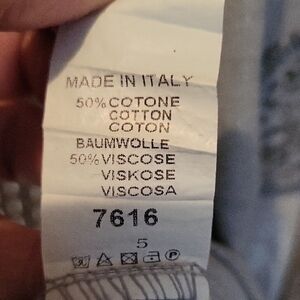 MADE IN ITALY
50% COTONE
COTTON
COTON
BAUMWOLLE
50% VISCOSE
VISKOSE
VISCOSA
7616
5